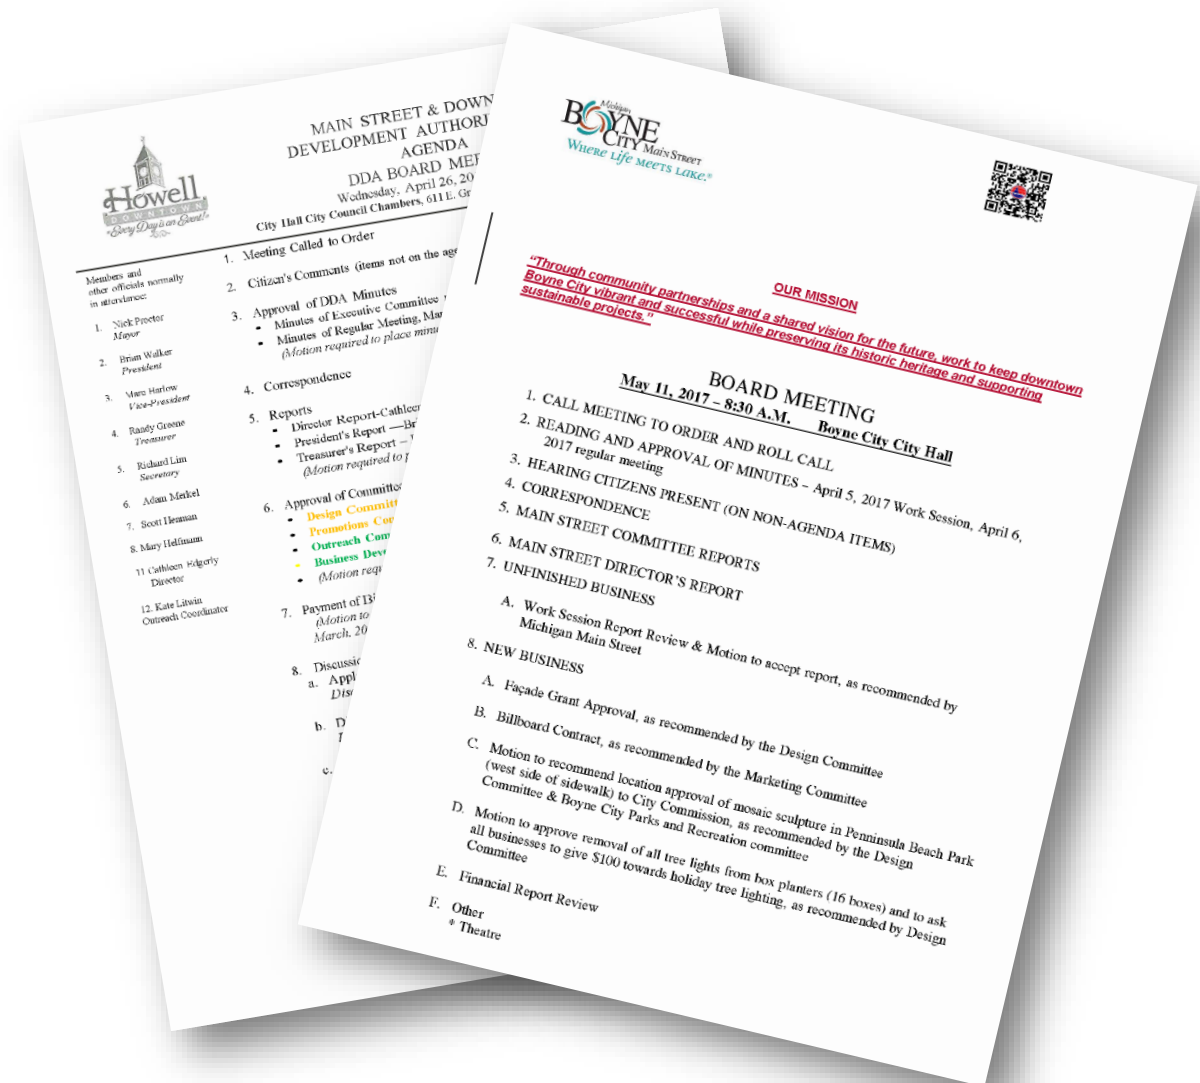 MAIN STREET & DOWN
DEVELOPMENT AUTHORI
AGENDA
DDA BOARD MEE
Wednesday, April 26, 20
City Hall City Council Chambers, 611 E. Gr
Howell
DOWNTOWN
"Every Day is an Event!"
Members and
other officials normally
in attendance:
1. Nick Proctor
Mayor
2. Brian Walker
President
3. Marc Harlow
Vice-President
4. Randy Greene
Treasurer
5. Richard Lim
Secretary
6. Adam Merkel
7. Scott Henman
8. Mary Helfmann
11 Cathleen Edgerly
Director
12. Kate Litwin
Outreach Coordinator
1. Meeting Called to Order
2. Citizen's Comments (items not on the age
3. Approval of DDA Minutes
• Minutes of Executive Committee
• Minutes of Regular Meeting, Mar
(Motion required to place minu
4. Correspondence
5. Reports
• Director Report-Cathleen
• President's Report —Bri
• Treasurer's Report –
(Motion required to p
6. Approval of Committee
• Design Committ
• Promotions Con
• Outreach Com
• Business Deve
• (Motion requ
7. Payment of Bi
(Motion to
March, 20
8. Discussio
a. Appl
Disc
b. D
c.
Michigan
BOYNE
CITY Main Street
Where Life Meets Lake.®
OUR MISSION
"Through community partnerships and a shared vision for the future, work to keep downtown
Boyne City vibrant and successful while preserving its historic heritage and supporting
sustainable projects."
BOARD MEETING
May 11, 2017 – 8:30 A.M. Boyne City City Hall
1. CALL MEETING TO ORDER AND ROLL CALL
2. READING AND APPROVAL OF MINUTES – April 5, 2017 Work Session, April 6,
2017 regular meeting
3. HEARING CITIZENS PRESENT (ON NON-AGENDA ITEMS)
4. CORRESPONDENCE
5. MAIN STREET COMMITTEE REPORTS
6. MAIN STREET DIRECTOR'S REPORT
7. UNFINISHED BUSINESS
A. Work Session Report Review & Motion to accept report, as recommended by
Michigan Main Street
8. NEW BUSINESS
A. Façade Grant Approval, as recommended by the Design Committee
B. Billboard Contract, as recommended by the Marketing Committee
C. Motion to recommend location approval of mosaic sculpture in Penninsula Beach Park
(west side of sidewalk) to City Commission, as recommended by the Design
Committee & Boyne City Parks and Recreation committee
D. Motion to approve removal of all tree lights from box planters (16 boxes) and to ask
all businesses to give $100 towards holiday tree lighting, as recommended by Design
Committee
E. Financial Report Review
F. Other
* Theatre